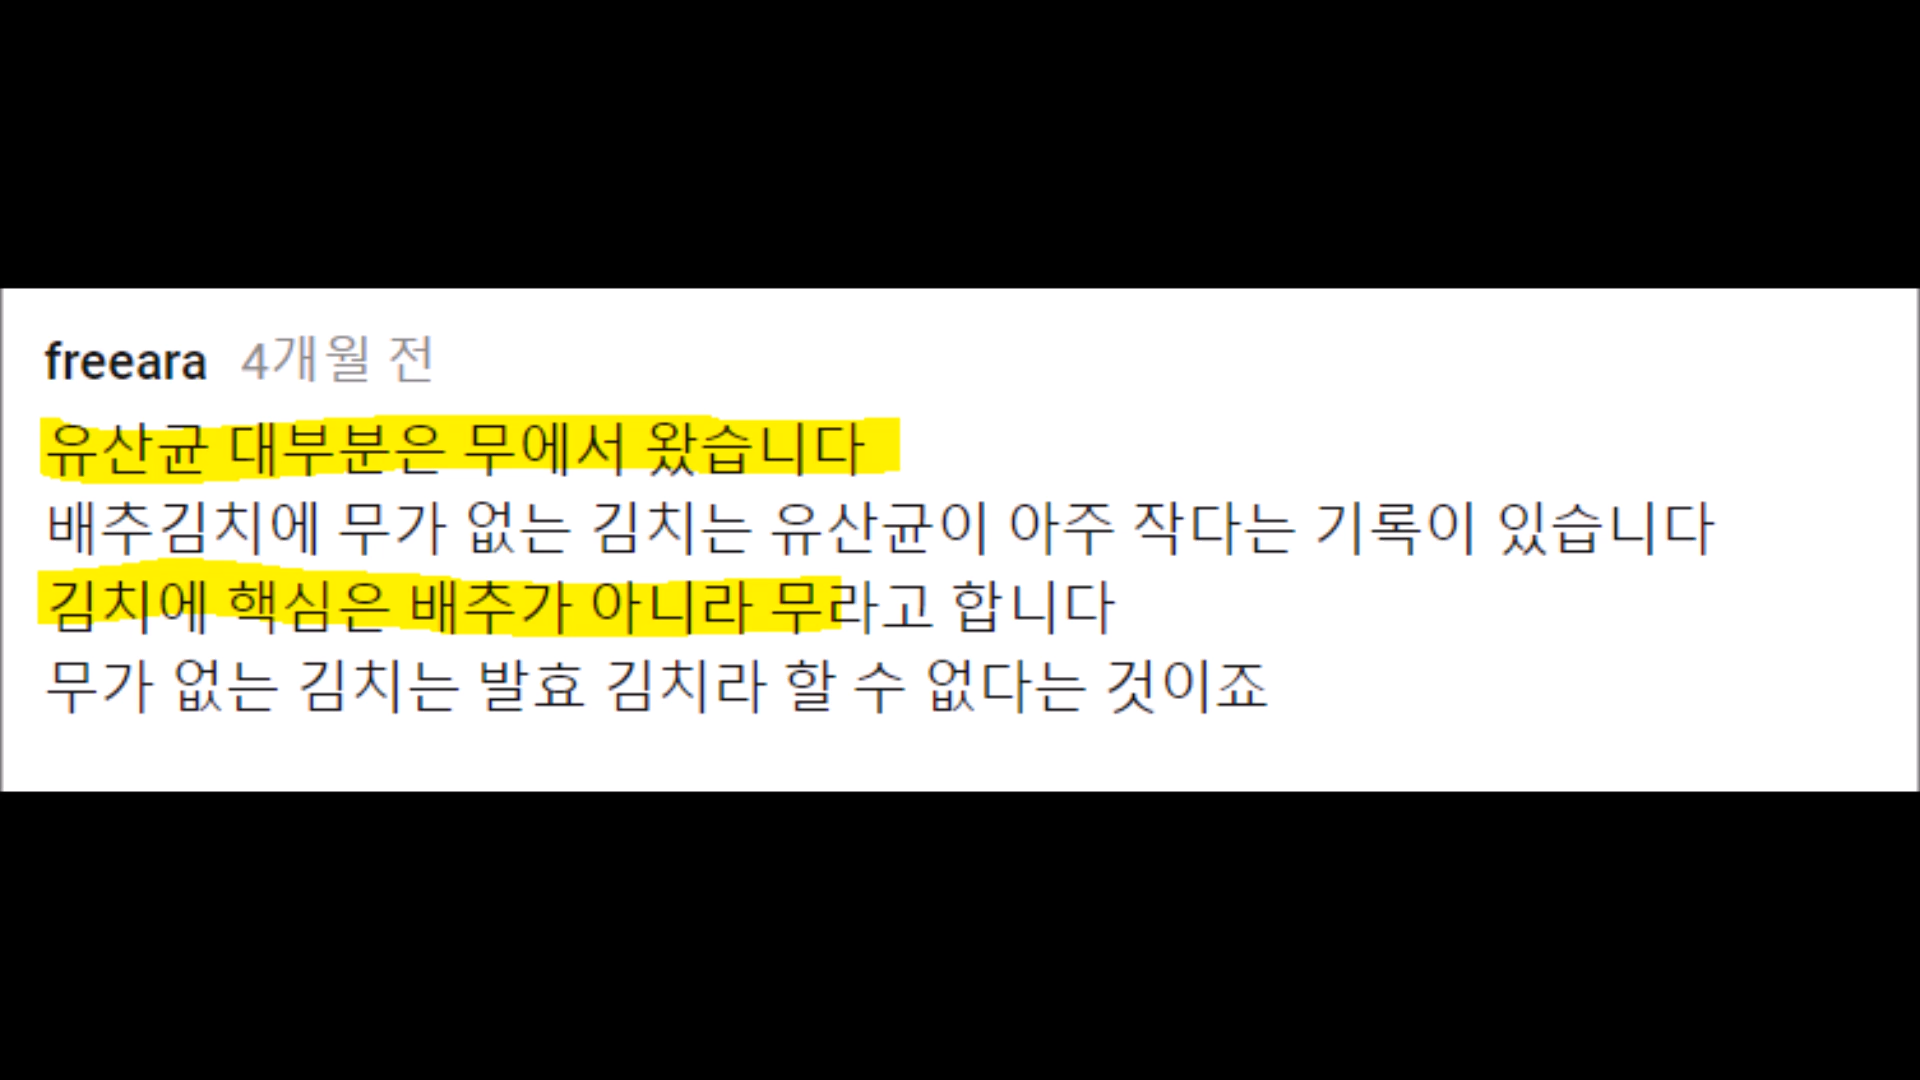 freeara 4개월 전
유산균 대부분은 무에서 왔습니다
배추김치에 무가 없는 김치는 유산균이 아주 작다는 기록이 있습니다
김치에 핵심은 배추가 아니라 무라고 합니다
무가 없는 김치는 발효 김치라 할 수 없다는 것이죠